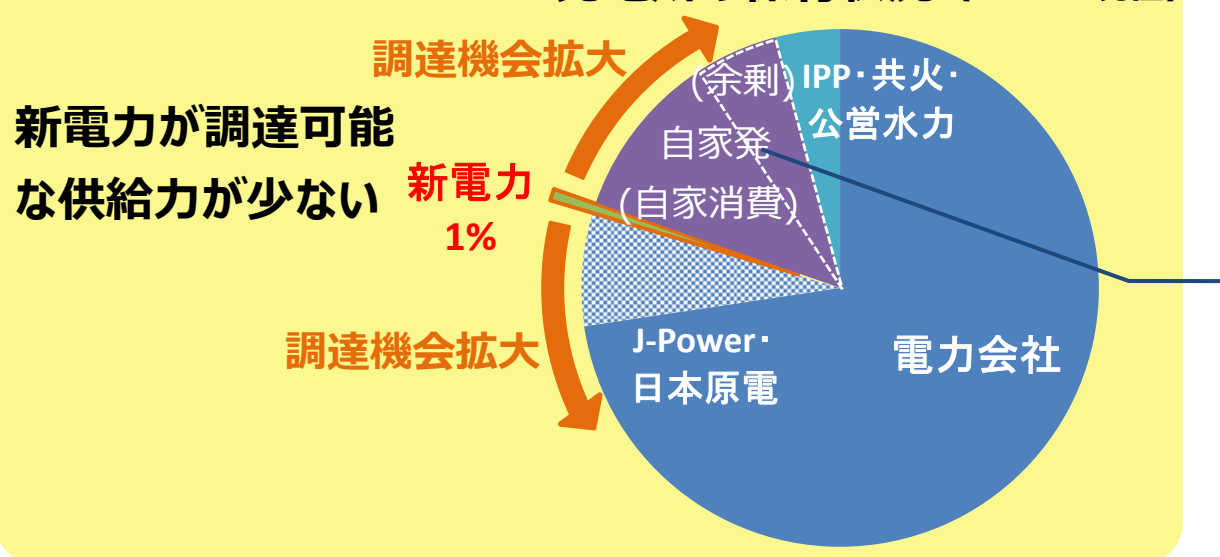 調達機会拡大
新電力が調達可能
な供給力が少ない
新電力
1%
(余剰)
自家発
(自家消費)
IPP・共火・
公営水力
調達機会拡大
J-Power・
日本原電
電力会社